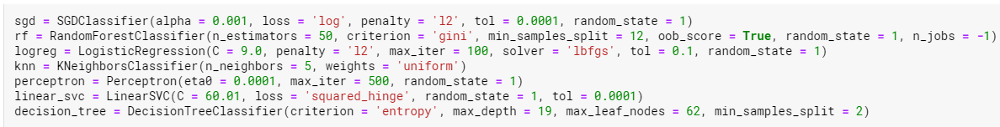 sgd = SGDClassifier(alpha = 0.001, loss = 'log', penalty = 'l2', tol = 0.0001, random_state = 1)
rf = RandomForestClassifier(n_estimators = 50, criterion = 'gini', min_samples_split = 12, oob_score = True, random_state = 1, n_jobs = -1)
logreg = LogisticRegression(C = 9.0, penalty = 'l2', max_iter = 100, solver = 'lbfgs', tol = 0.1, random_state = 1)
knn = KNeighborsClassifier(n_neighbors = 5, weights = 'uniform')
perceptron = Perceptron(eta0 = 0.0001, max_iter = 500, random_state = 1)
linear_svc = LinearSVC(C = 60.01, loss = 'squared_hinge', random_state = 1, tol = 0.0001)
decision_tree = DecisionTreeClassifier(criterion = 'entropy', max_depth = 19, max_leaf_nodes = 62, min_samples_split = 2)